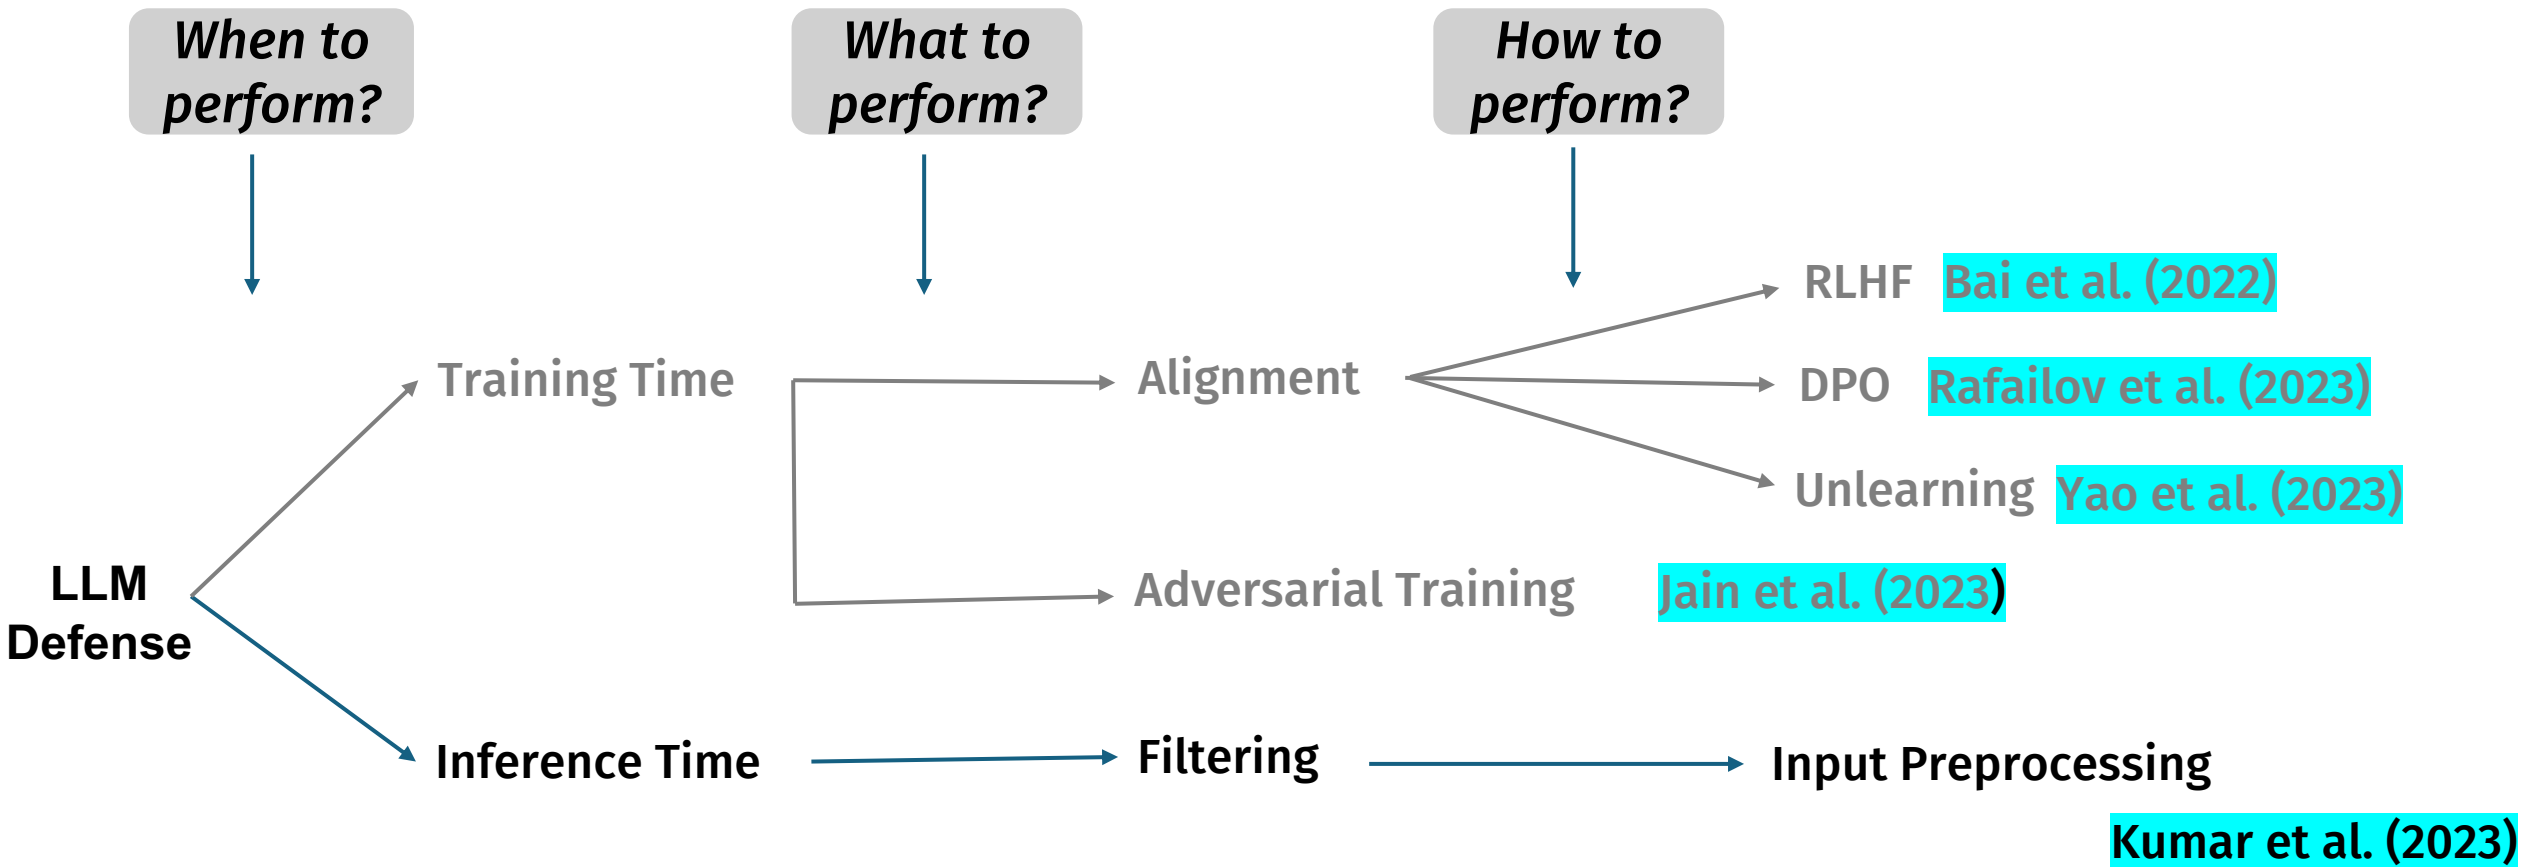 When to
perform?
What to
perform?
How to
perform?
RLHF Bai et al. (2022)
Training Time
Alignment
DPO Rafailov et al. (2023)
Unlearning Yao et al. (2023)
LLM
Defense
Adversarial Training Jain et al. (2023)
Inference Time
Filtering
Input Preprocessing
Kumar et al. (2023)